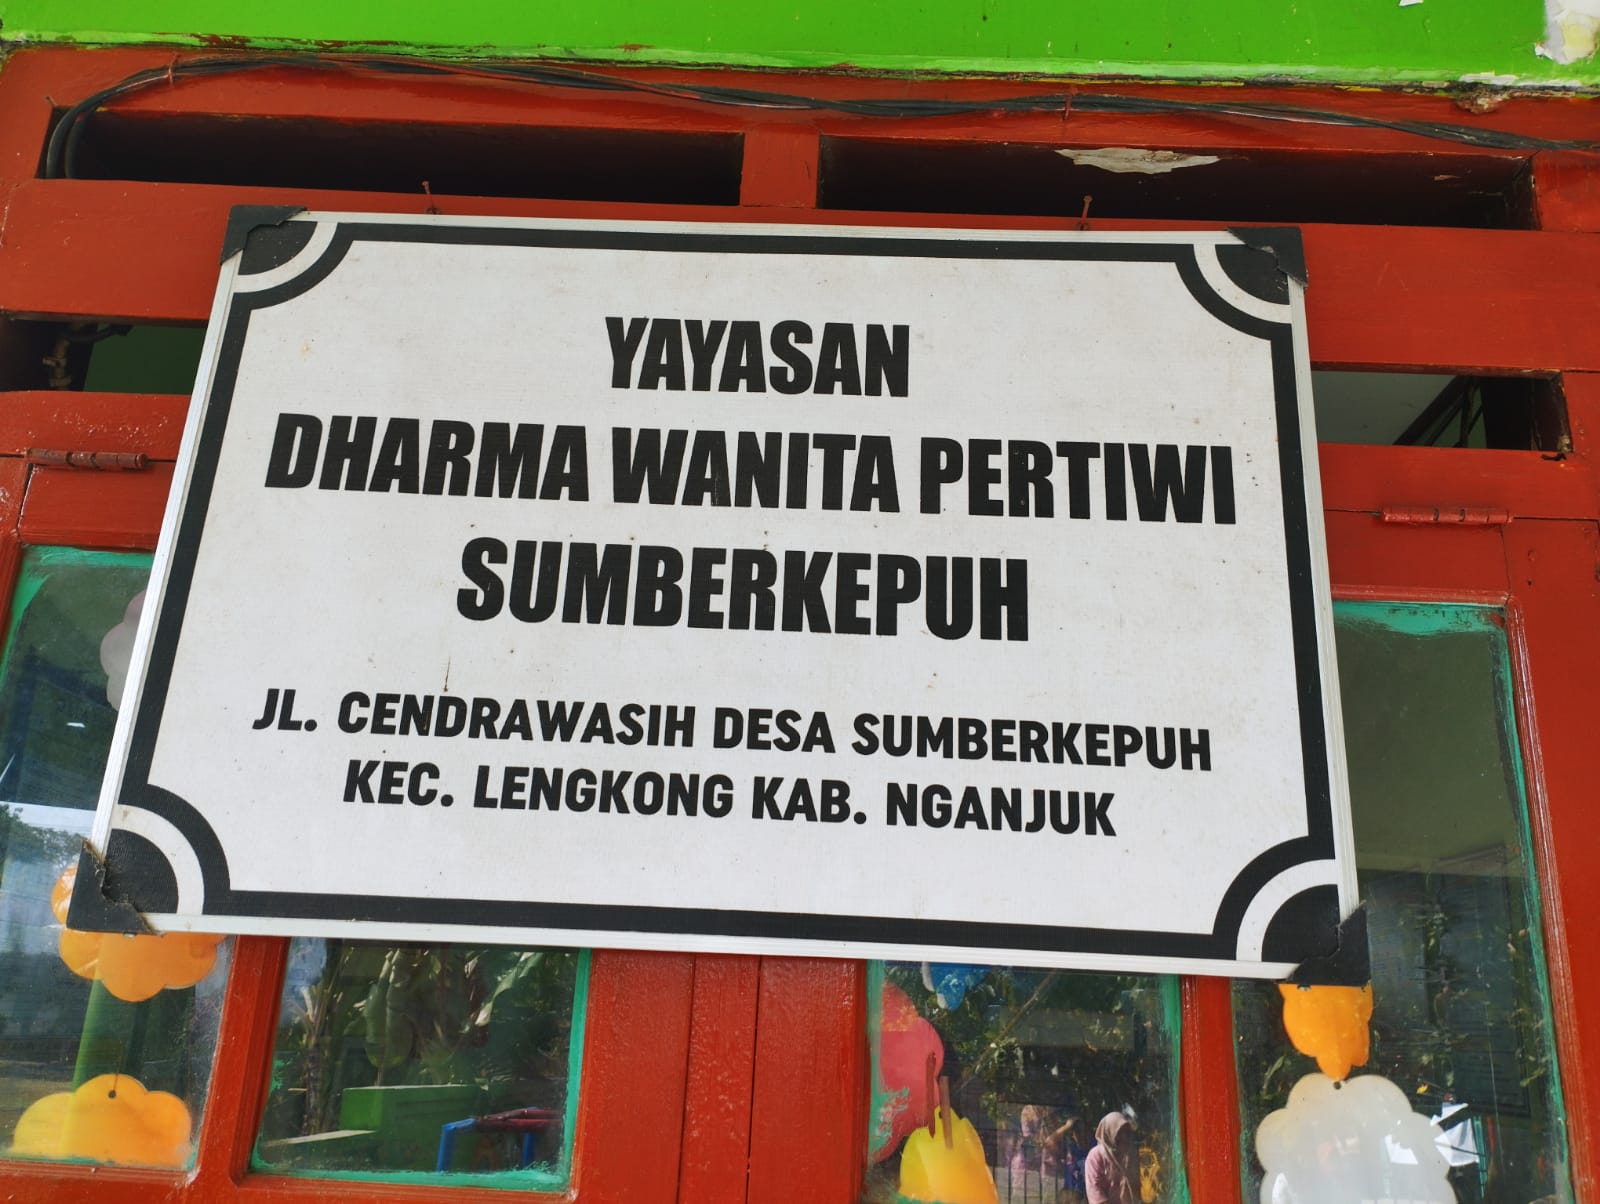 YAYASAN
DHARMA WANITA PERTIWI
SUMBERKEPUH
JL. CENDRAWASIH DESA SUMBERKEPUH
KEC. LENGKONG KAB. NGANJUK